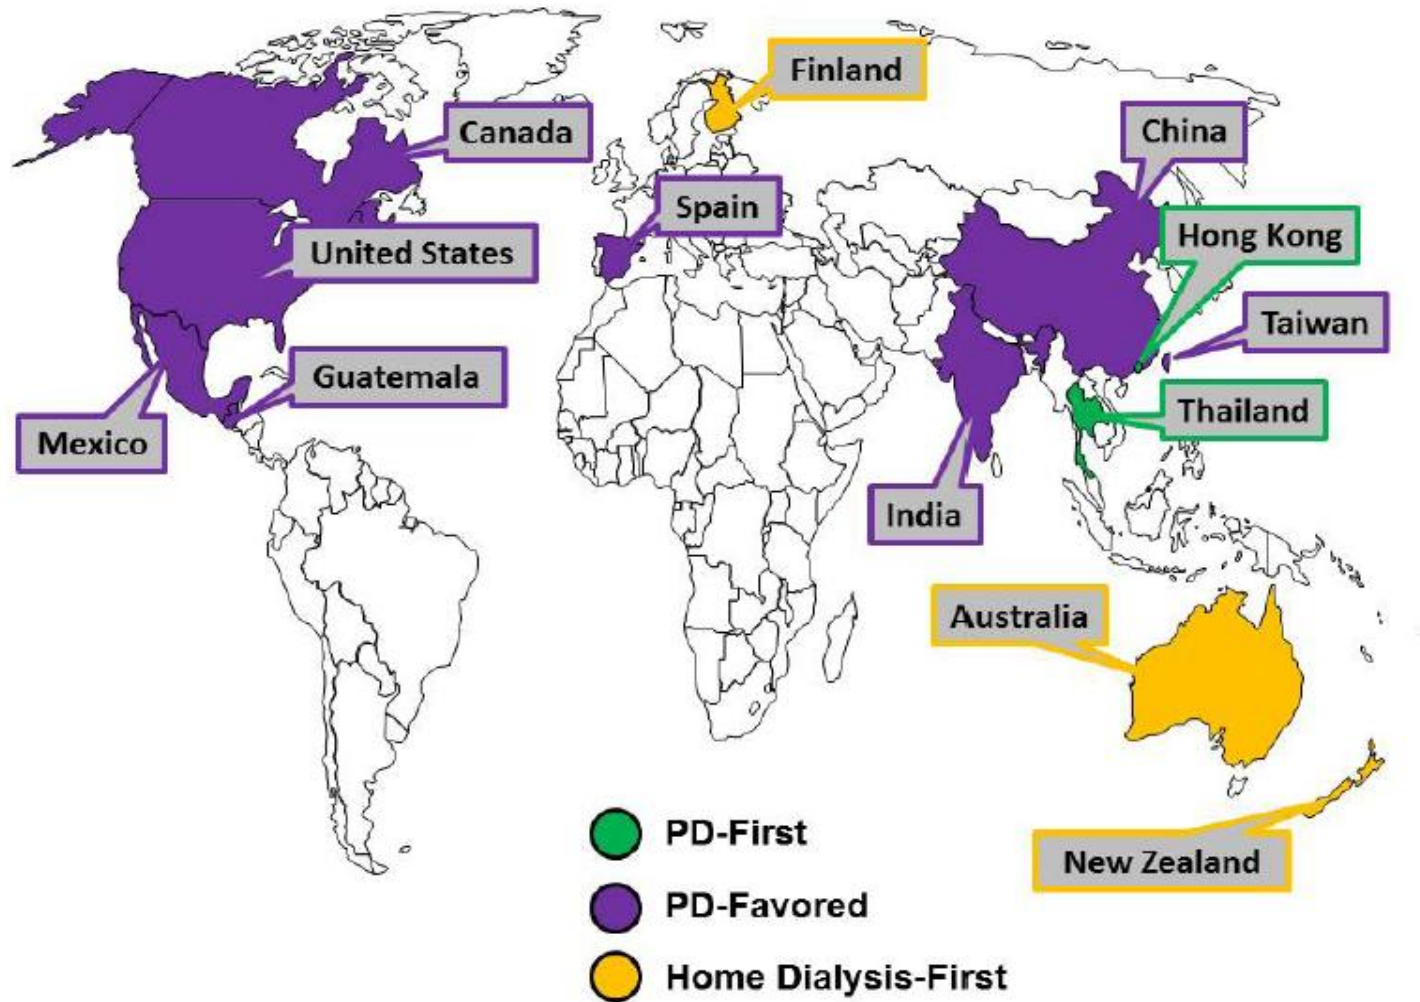 Finland
Canada
China
Spain
Hong Kong
United States
Taiwan
Guatemala
Thailand
Mexico
India
Australia
New Zealand
PD-First
PD-Favored
Home Dialysis-First